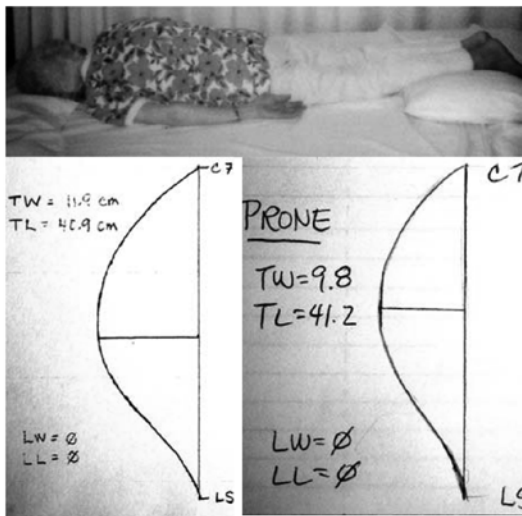 C7
TW = 11.9 cm
TL = 40.9 cm
LW = Ø
LL = Ø
LS
C7
PRONE
TW = 9.8
TL = 41.2
LW = Ø
LL = Ø
LS